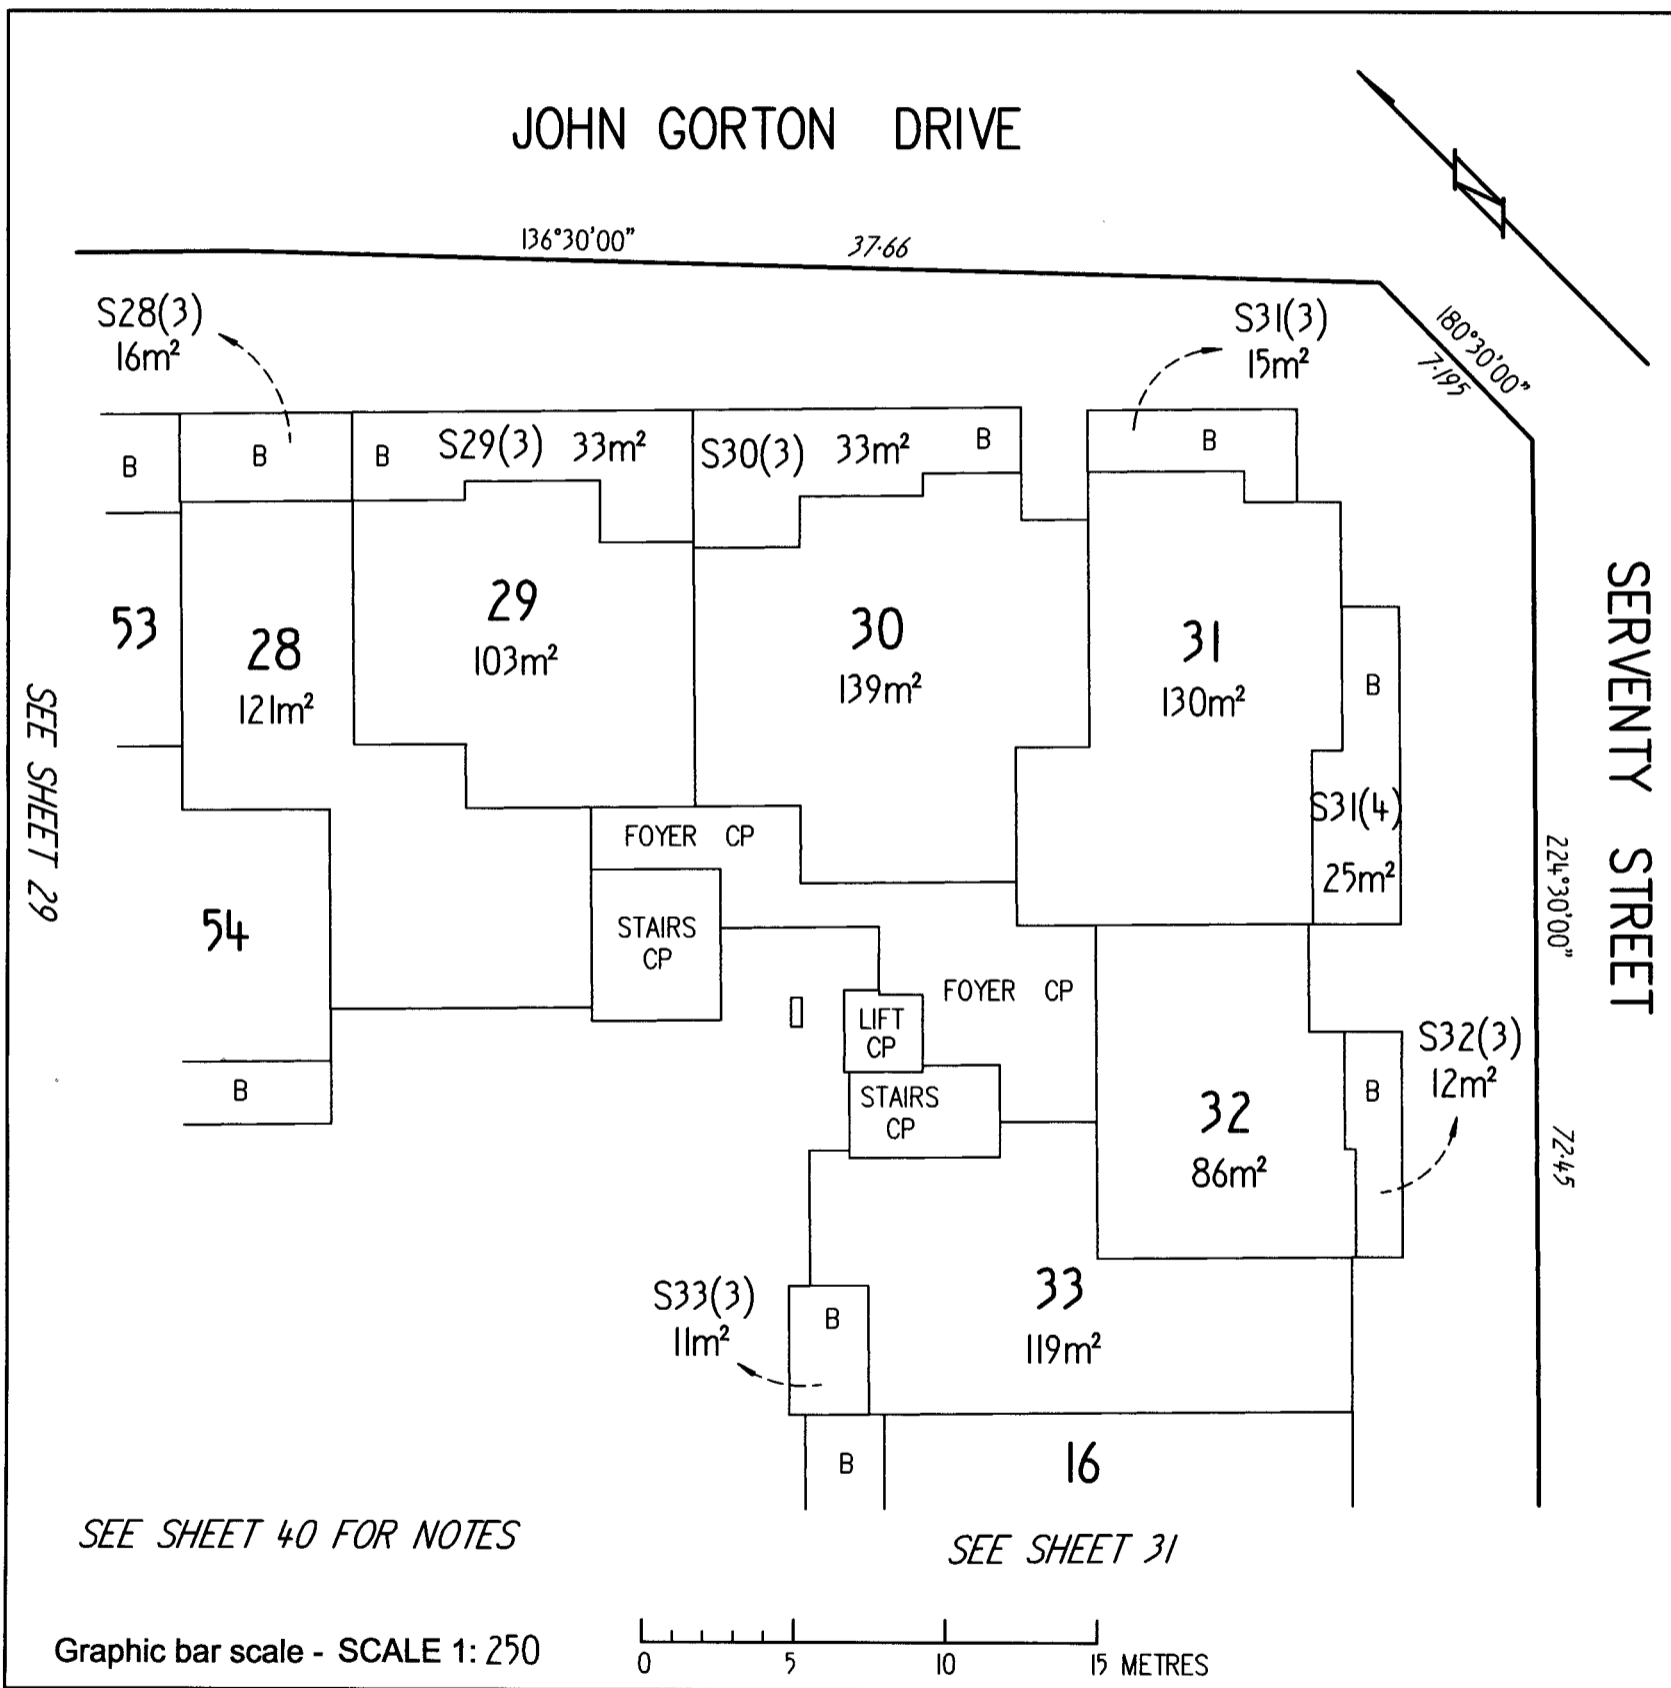 JOHN GORTON DRIVE
136°30'00" 37·66
180°30'00"
7·195
S28(3)
16m²
S31(3)
15m²
B
B
B
S29(3) 33m²
S30(3) 33m²
B
B
53
28
121m²
29
103m²
30
139m²
31
130m²
B
S31(4)
25m²
SERVENTY STREET
224°30'00"
72·45
SEE SHEET 29
FOYER CP
STAIRS
CP
54
B
FOYER CP
LIFT
CP
STAIRS
CP
32
86m²
B
S32(3)
12m²
S33(3)
11m²
B
33
119m²
B
16
SEE SHEET 40 FOR NOTES
SEE SHEET 31
Graphic bar scale - SCALE 1: 250
0 5 10 15 METRES